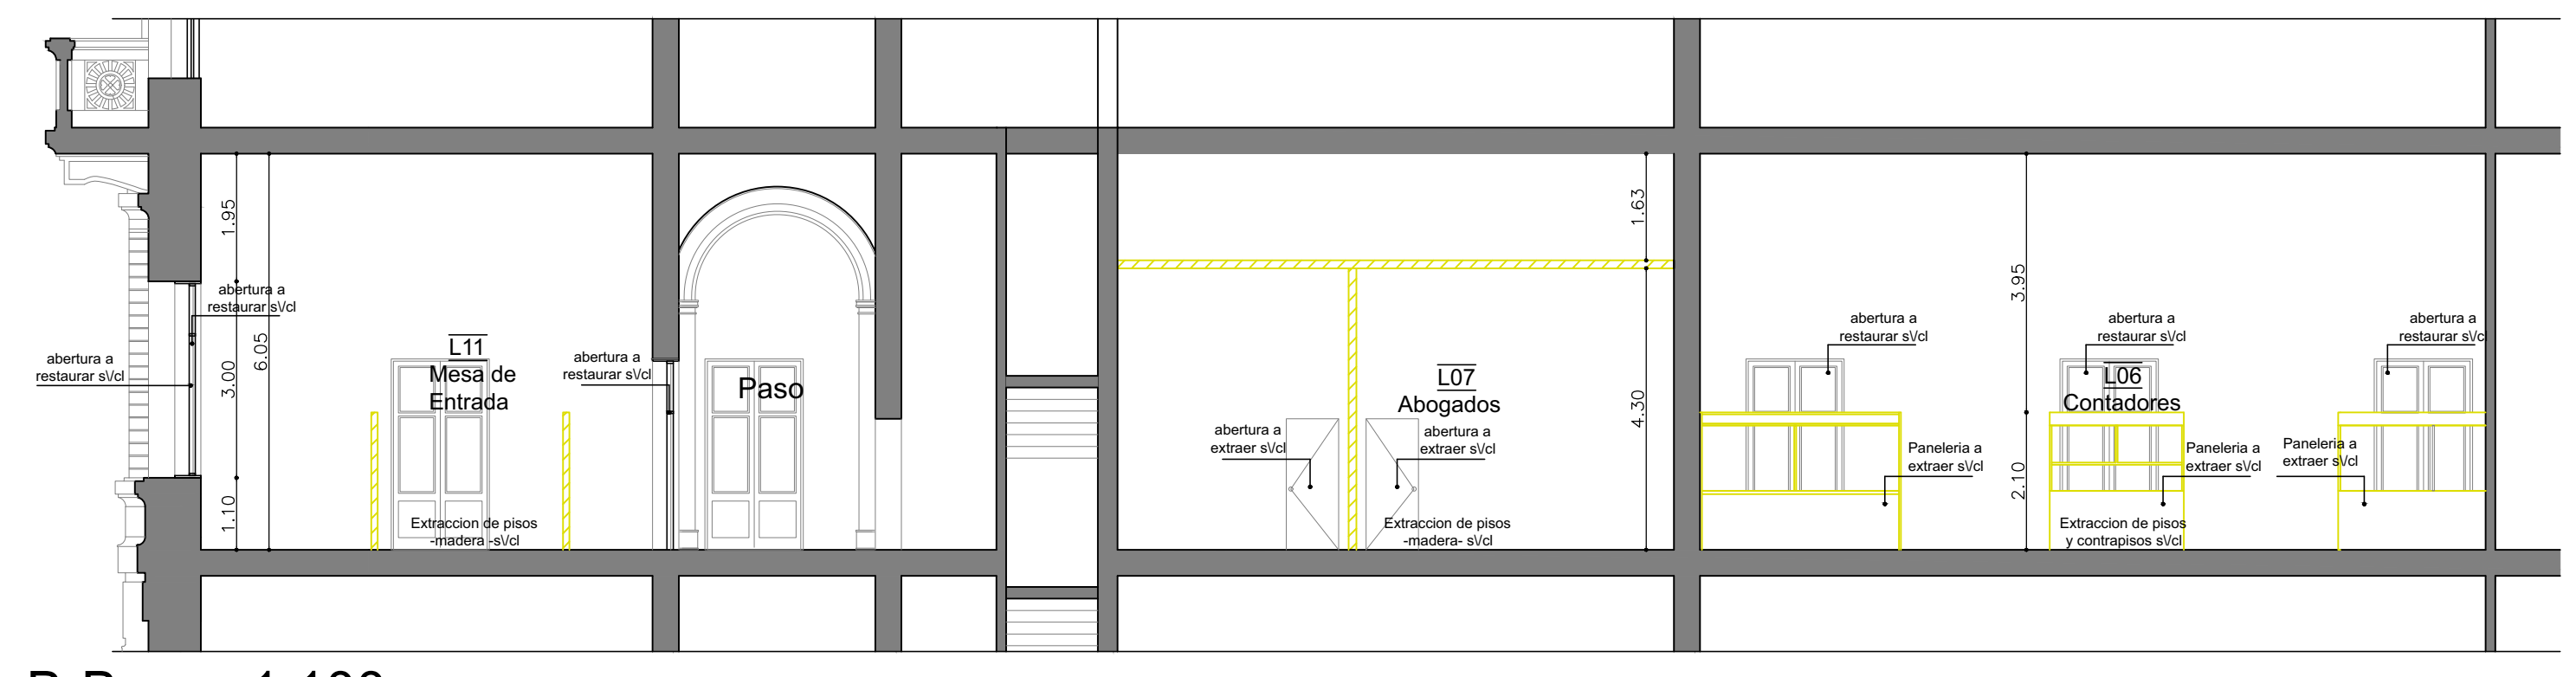 1.95
3.00
1.10
6.05
abertura a
restaurar s\/cl
abertura a
restaurar s\/cl
L11
Mesa de
Entrada
Extraccion de pisos
-madera -s\/cl
abertura a
restaurar s\/cl
Paso
L07
Abogados
abertura a
extraer s\/cl
abertura a
extraer s\/cl
Extraccion de pisos
-madera- s\/cl
1.63
4.30
abertura a
restaurar s\/cl
Paneleria a
extraer s\/cl
3.95
2.10
abertura a
restaurar s\/cl
L06
Contadores
Paneleria a
extraer s\/cl
Extraccion de pisos
y contrapisos s\/cl
abertura a
restaurar s\/c
Paneleria a
extraer s\/cl